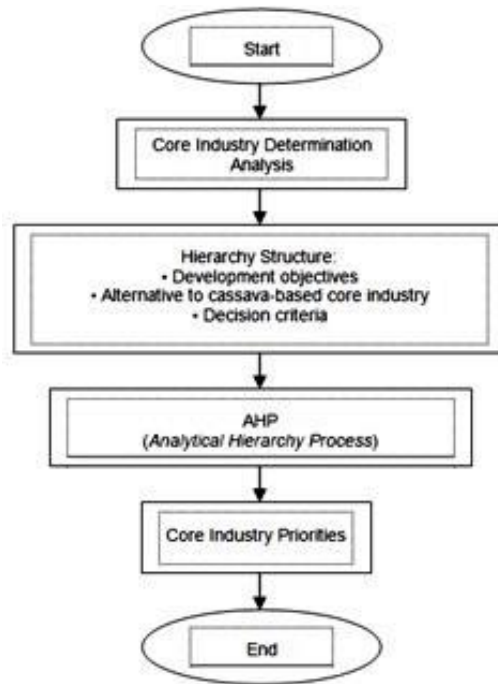 Start
Core Industry Determination
Analysis
Hierarchy Structure:
• Development objectives
• Alternative to cassava-based core industry
• Decision criteria
AHP
(Analytical Hierarchy Process)
Core Industry Priorities
End